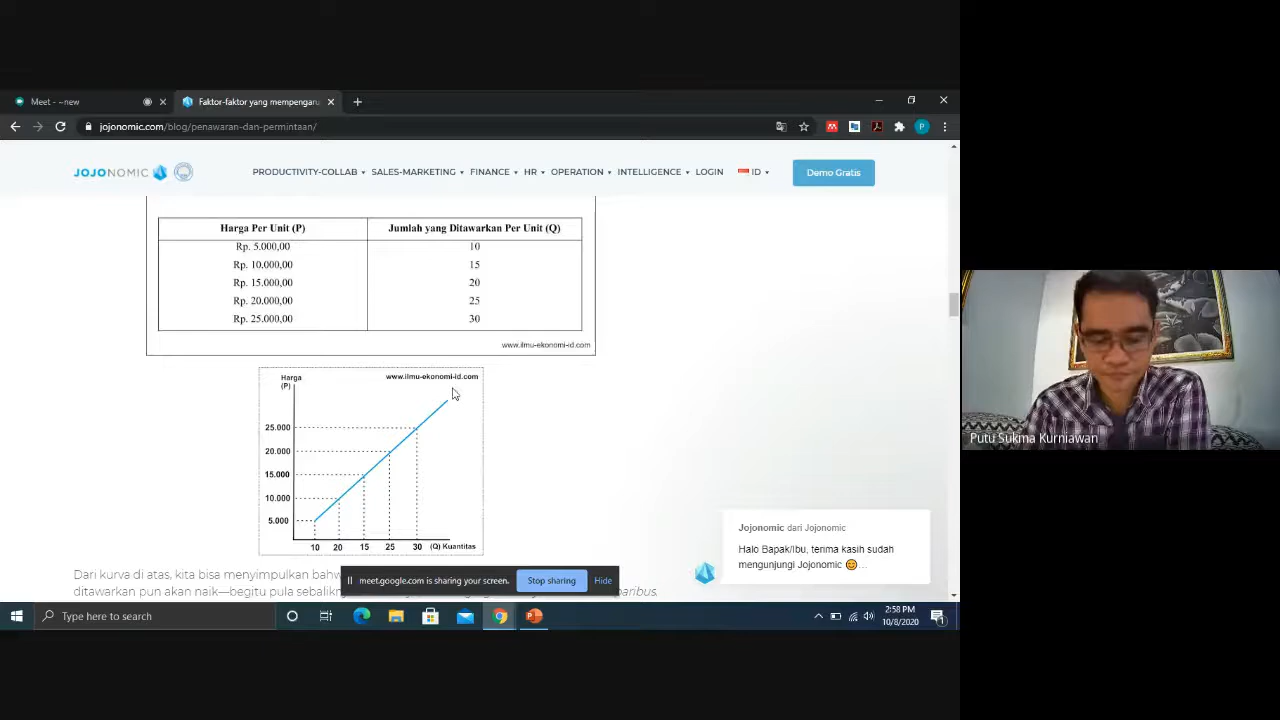 Meet - ~new
Faktor-faktor yang mempengaru
jojonomic.com/blog/penawaran-dan-permintaan/
JOJONOMIC
PRODUCTIVITY-COLLAB SALES-MARKETING FINANCE HR OPERATION INTELLIGENCE LOGIN ID
Demo Gratis
Harga Per Unit (P) Jumlah yang Ditawarkan Per Unit (Q)
Rp. 5.000,00 10
Rp. 10.000,00 15
Rp. 15.000,00 20
Rp. 20.000,00 25
Rp. 25.000,00 30
www.ilmu-ekonomi-id.com
Harga
(P)
www.ilmu-ekonomi-id.com
25.000
20.000
15.000
10.000
5.000
10 20 15 25 30 (Q) Kuantitas
Dari kurva di atas, kita bisa menyimpulkan bahw
ditawarkan pun akan naik—begitu pula sebalikn
paribus.
meet.google.com is sharing your screen.
Stop sharing
Hide
Jojonomic dari Jojonomic
Halo Bapak/Ibu, terima kasih sudah
mengunjungi Jojonomic 😊...
Type here to search
2:58 PM
10/8/2020
1
P
Putu Sukma Kurniawan